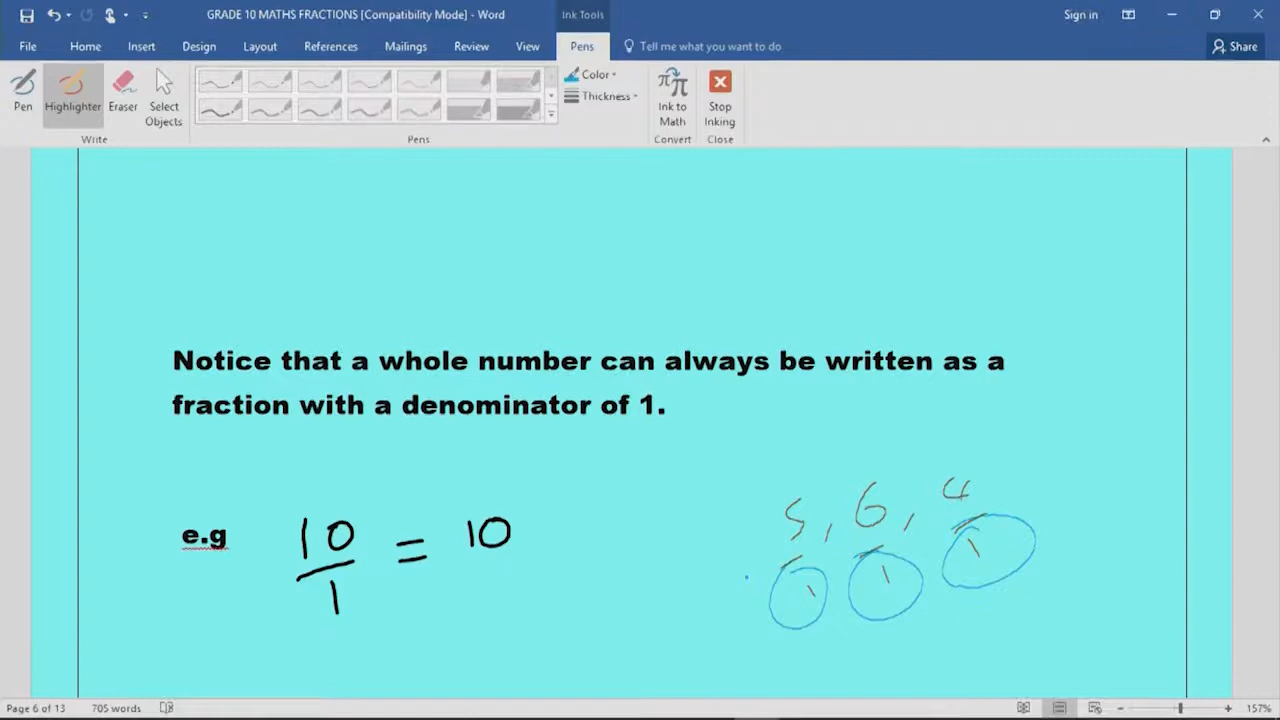 GRADE 10 MATHS FRACTIONS [Compatibility Mode] - Word
Ink Tools
Sign in
File Home Insert Design Layout References Mailings Review View Pens Tell me what you want to do Share
Pen Highlighter Eraser Select Objects
Color
Thickness
Ink to Math
Stop Inking
Write Pens Convert Close
Notice that a whole number can always be written as a
fraction with a denominator of 1.
e.g
10
1
= 10
5, 6, 4
1 1 1
Page 6 of 13 705 words 157%